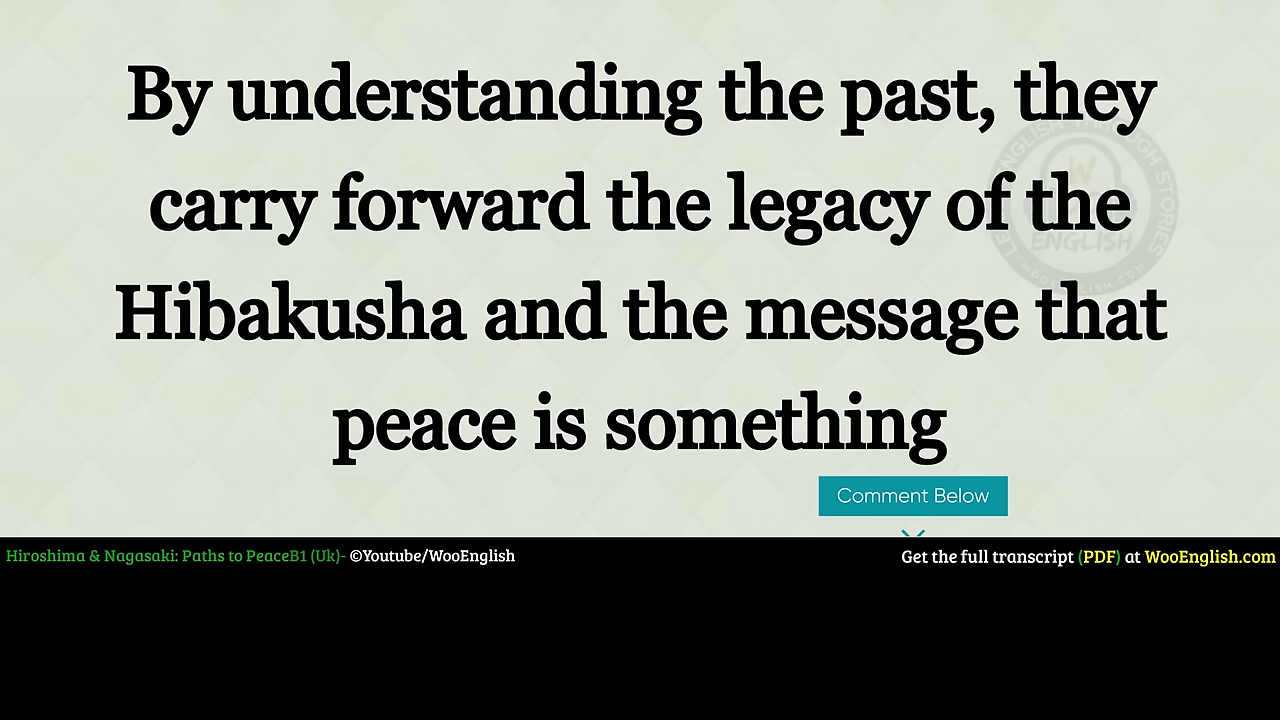 By understanding the past, they
carry forward the legacy of the
Hibakusha and the message that
peace is something
Comment Below
Hiroshima & Nagasaki: Paths to PeaceB1 (Uk)- ©Youtube/WooEnglish
Get the full transcript (PDF) at WooEnglish.com
ENGLISH